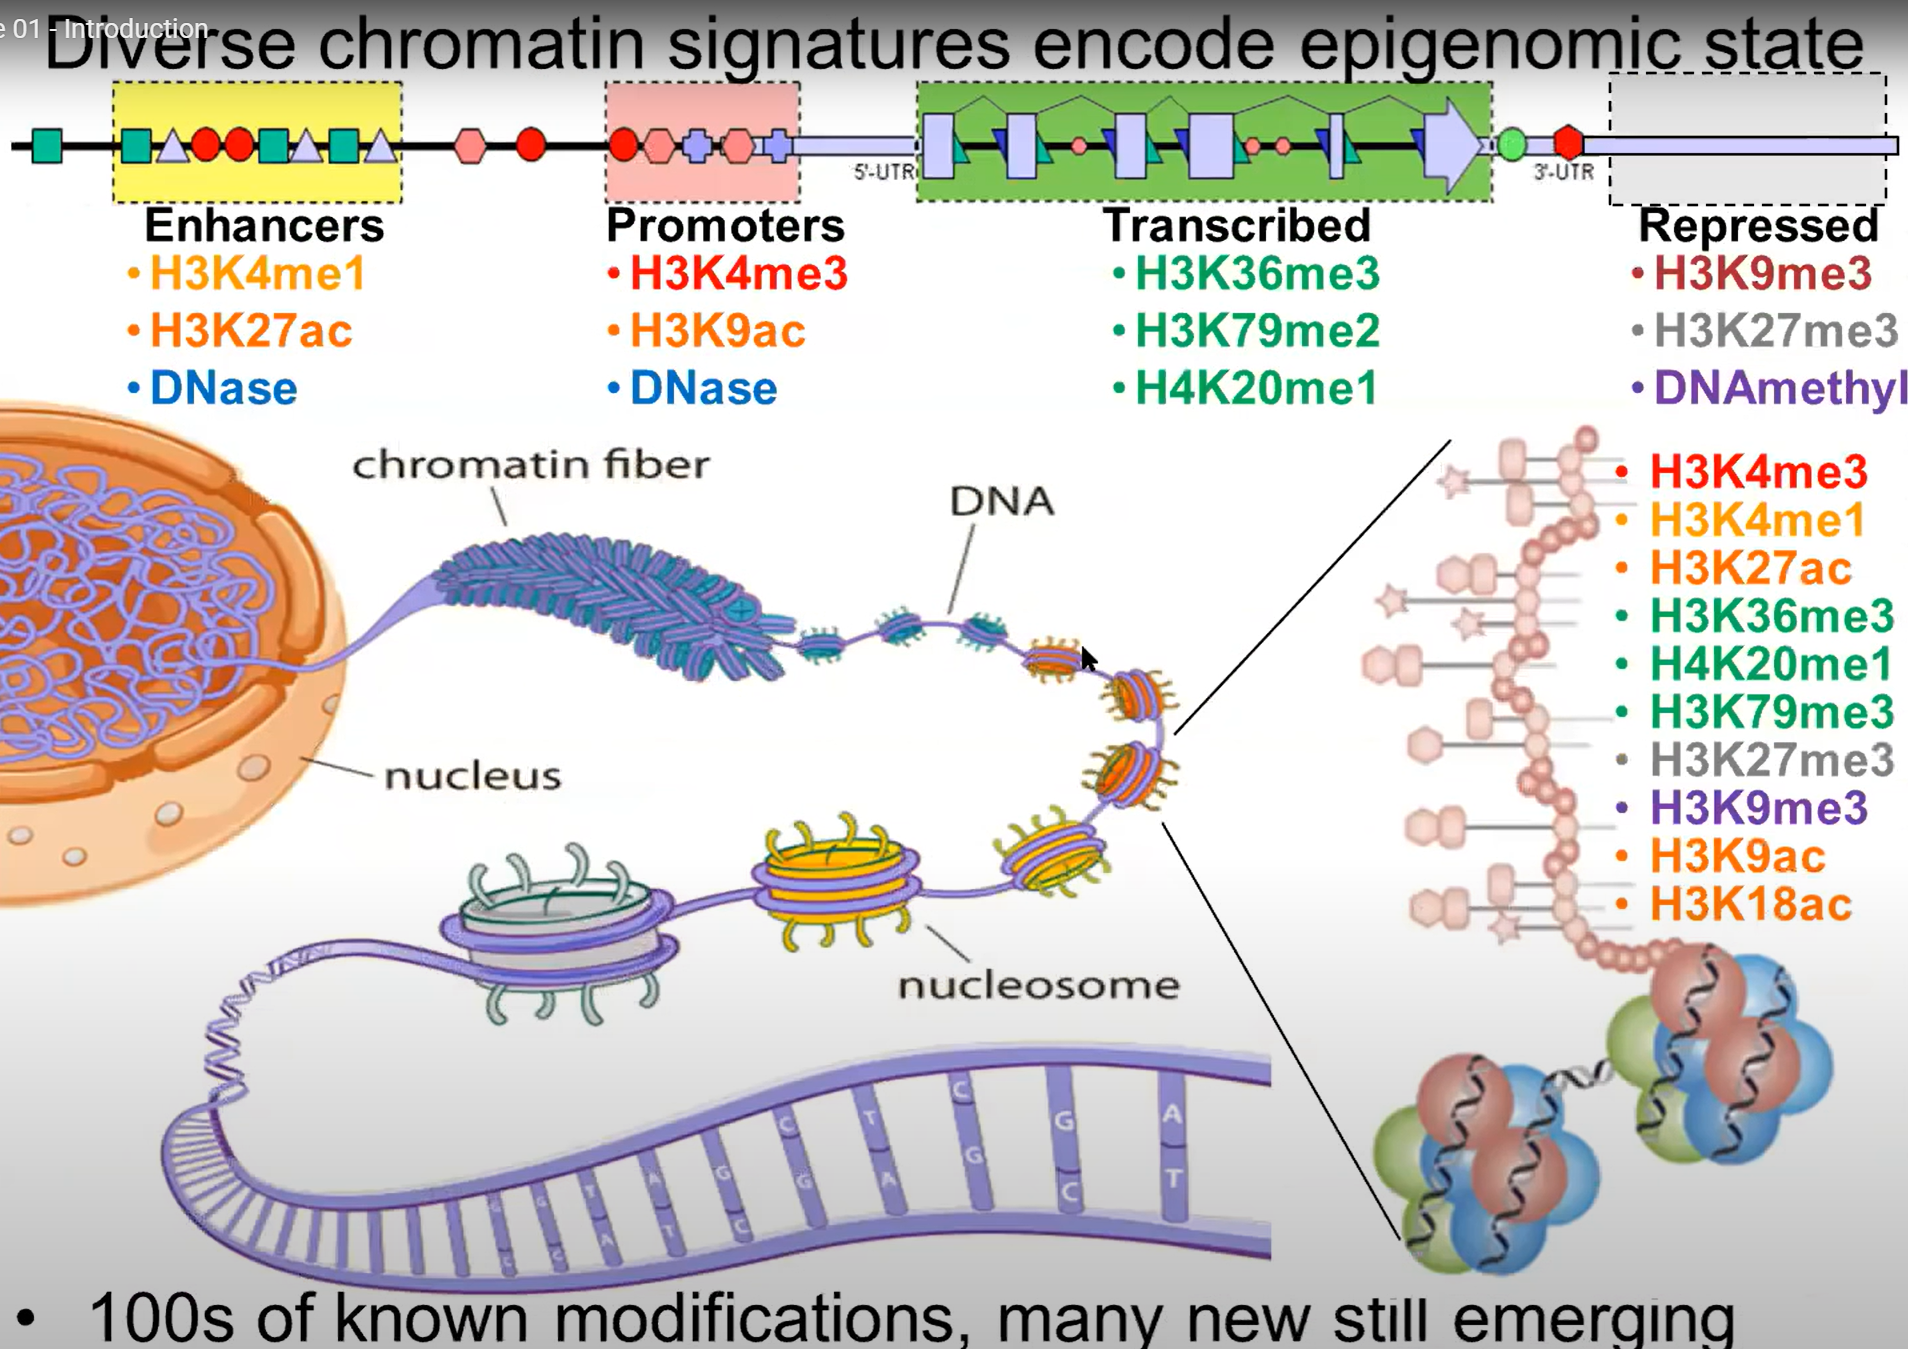 e 01 - Introduction
Diverse chromatin signatures encode epigenomic state
5'-UTR
3'-UTR
Enhancers
• H3K4me1
• H3K27ac
• DNase
Promoters
• H3K4me3
• H3K9ac
• DNase
Transcribed
• H3K36me3
• H3K79me2
• H4K20me1
Repressed
• H3K9me3
• H3K27me3
• DNAmethyl
chromatin fiber
DNA
nucleus
nucleosome
• H3K4me3
• H3K4me1
• H3K27ac
• H3K36me3
• H4K20me1
• H3K79me3
• H3K27me3
• H3K9me3
• H3K9ac
• H3K18ac
T A
A T
G C
C G
T A
C G
G C
A T
• 100s of known modifications, many new still emerging